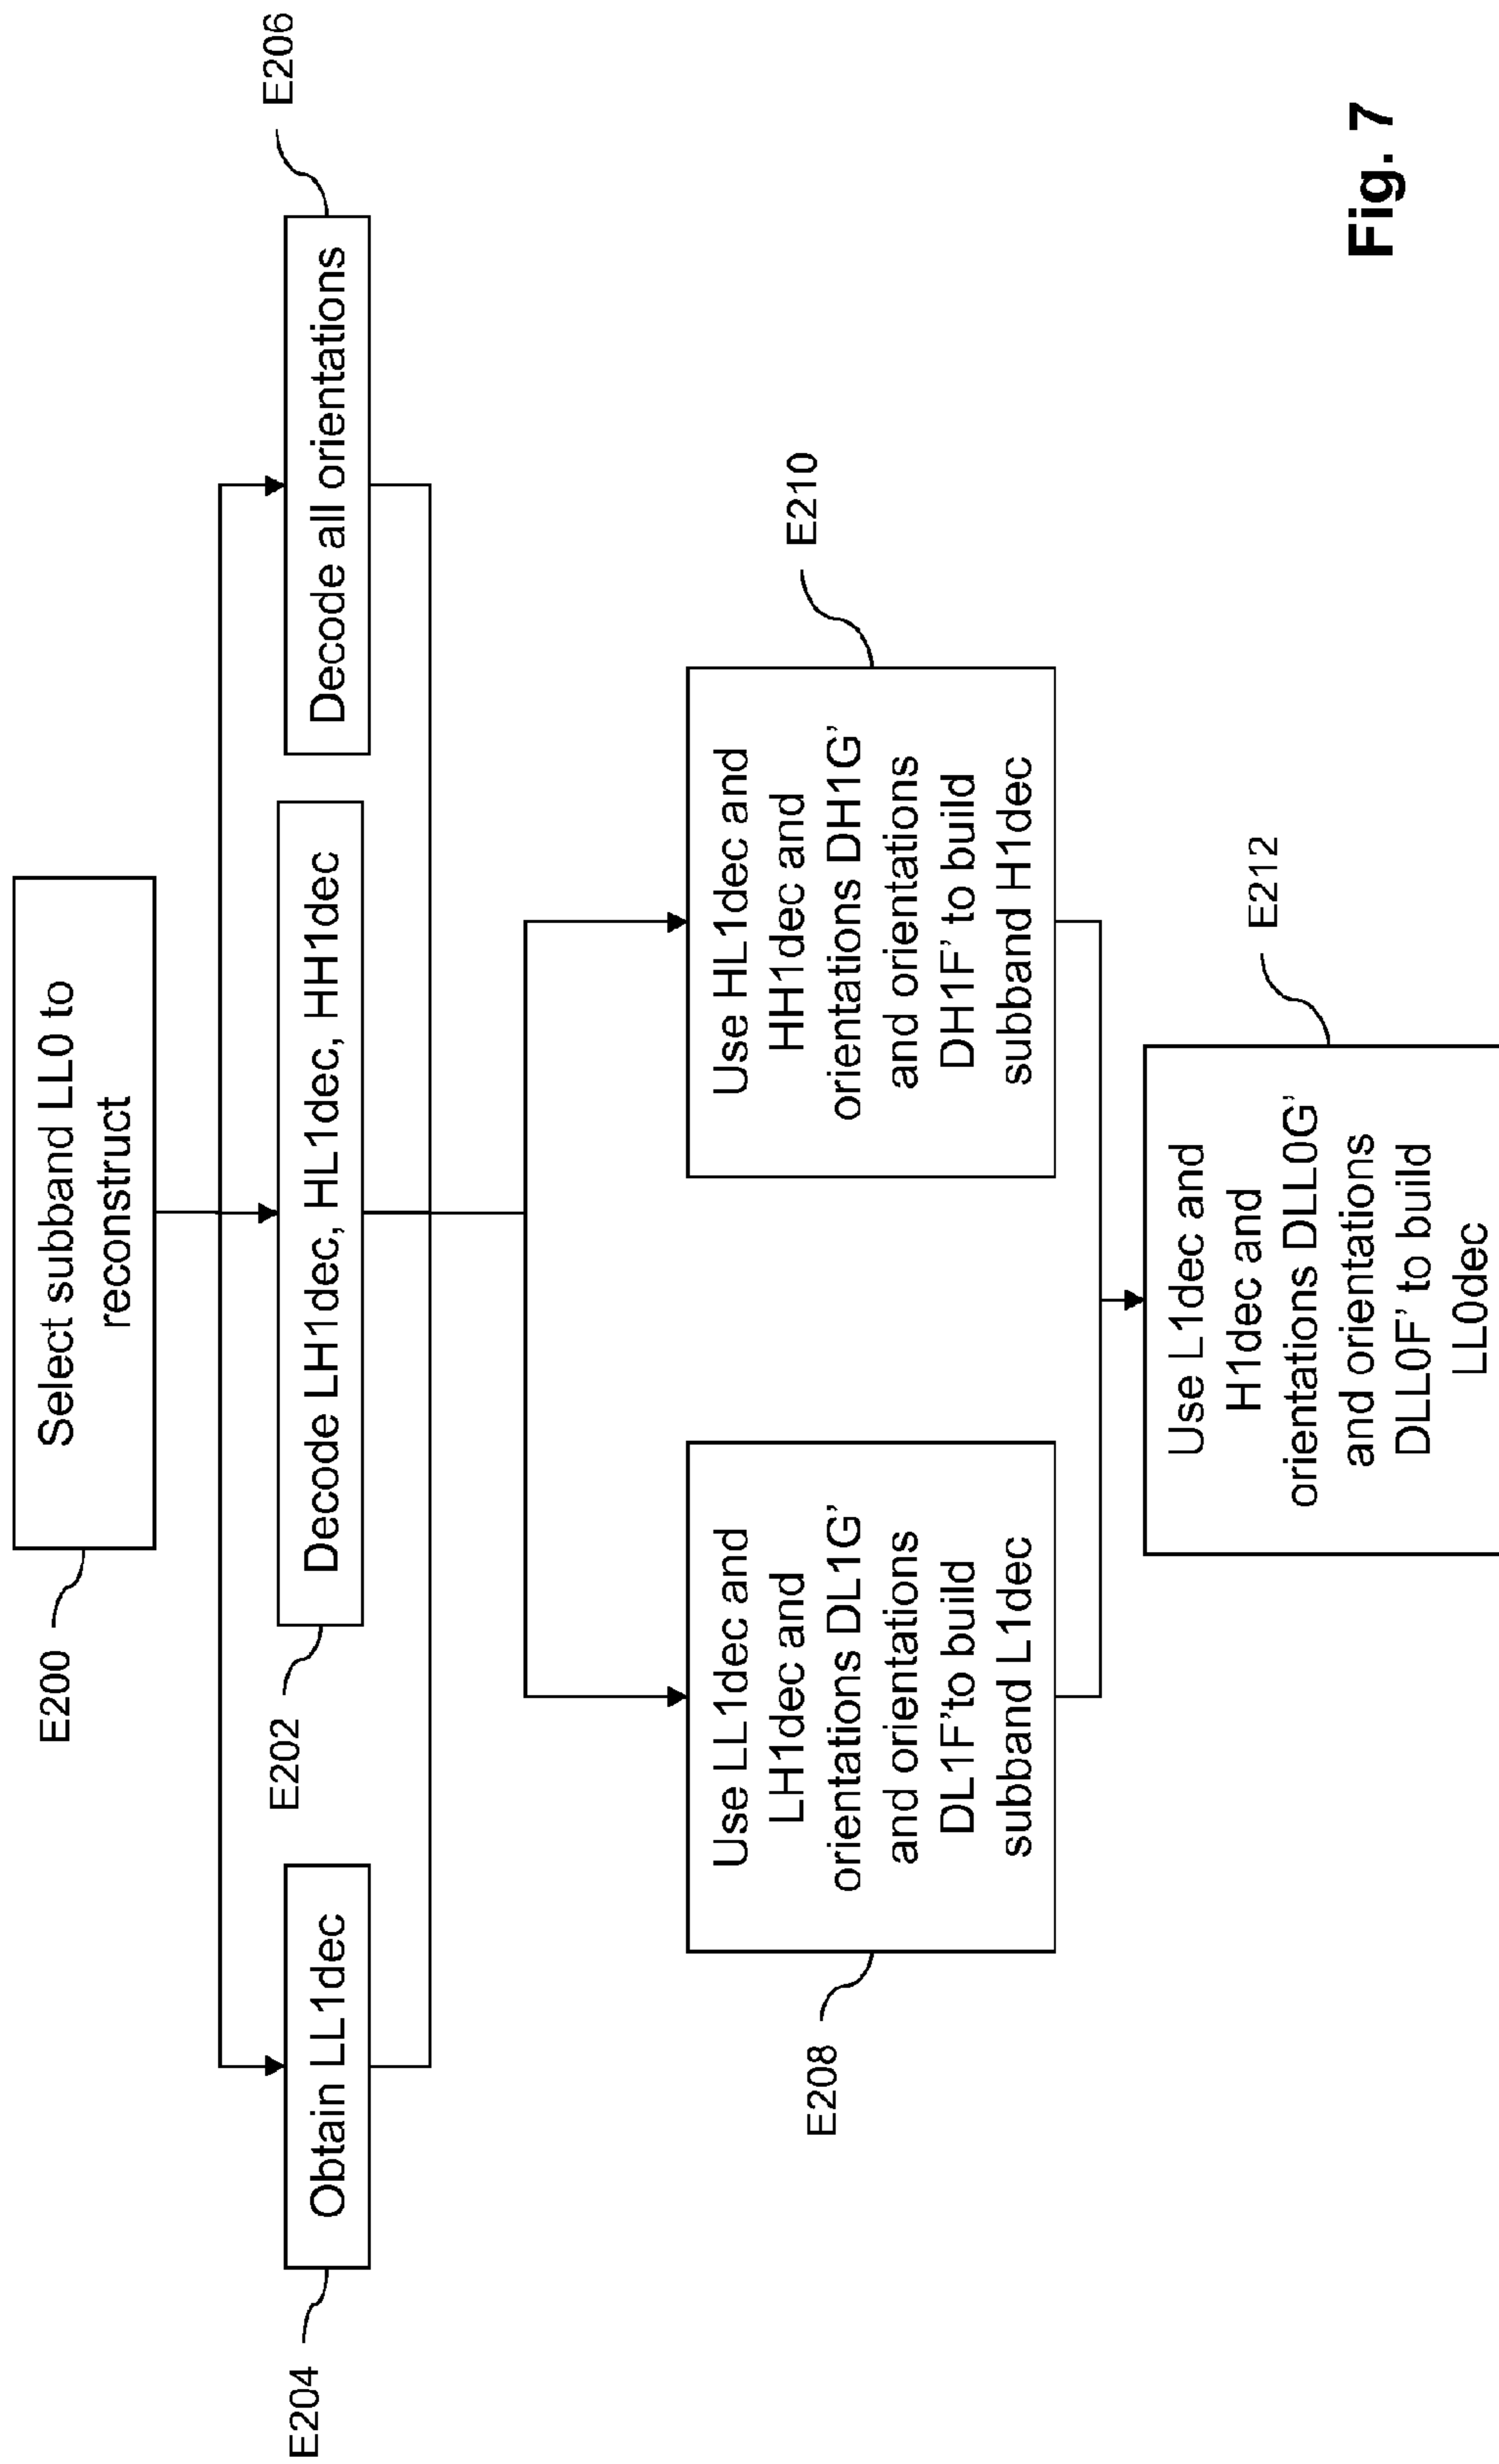 E200
Select subband LL0 to
reconstruct
E204
Obtain LL1dec
E202
Decode LH1dec, HL1dec, HH1dec
Decode all orientations
E206
E208
Use LL1dec and
LH1dec and
orientations DL1G'
and orientations
DL1F'to build
subband L1dec
Use HL1dec and
HH1dec and
orientations DH1G'
and orientations
DH1F' to build
subband H1dec
E210
Use L1dec and
H1dec and
orientations DLL0G'
and orientations
DLL0F' to build
LL0dec
E212
Fig. 7